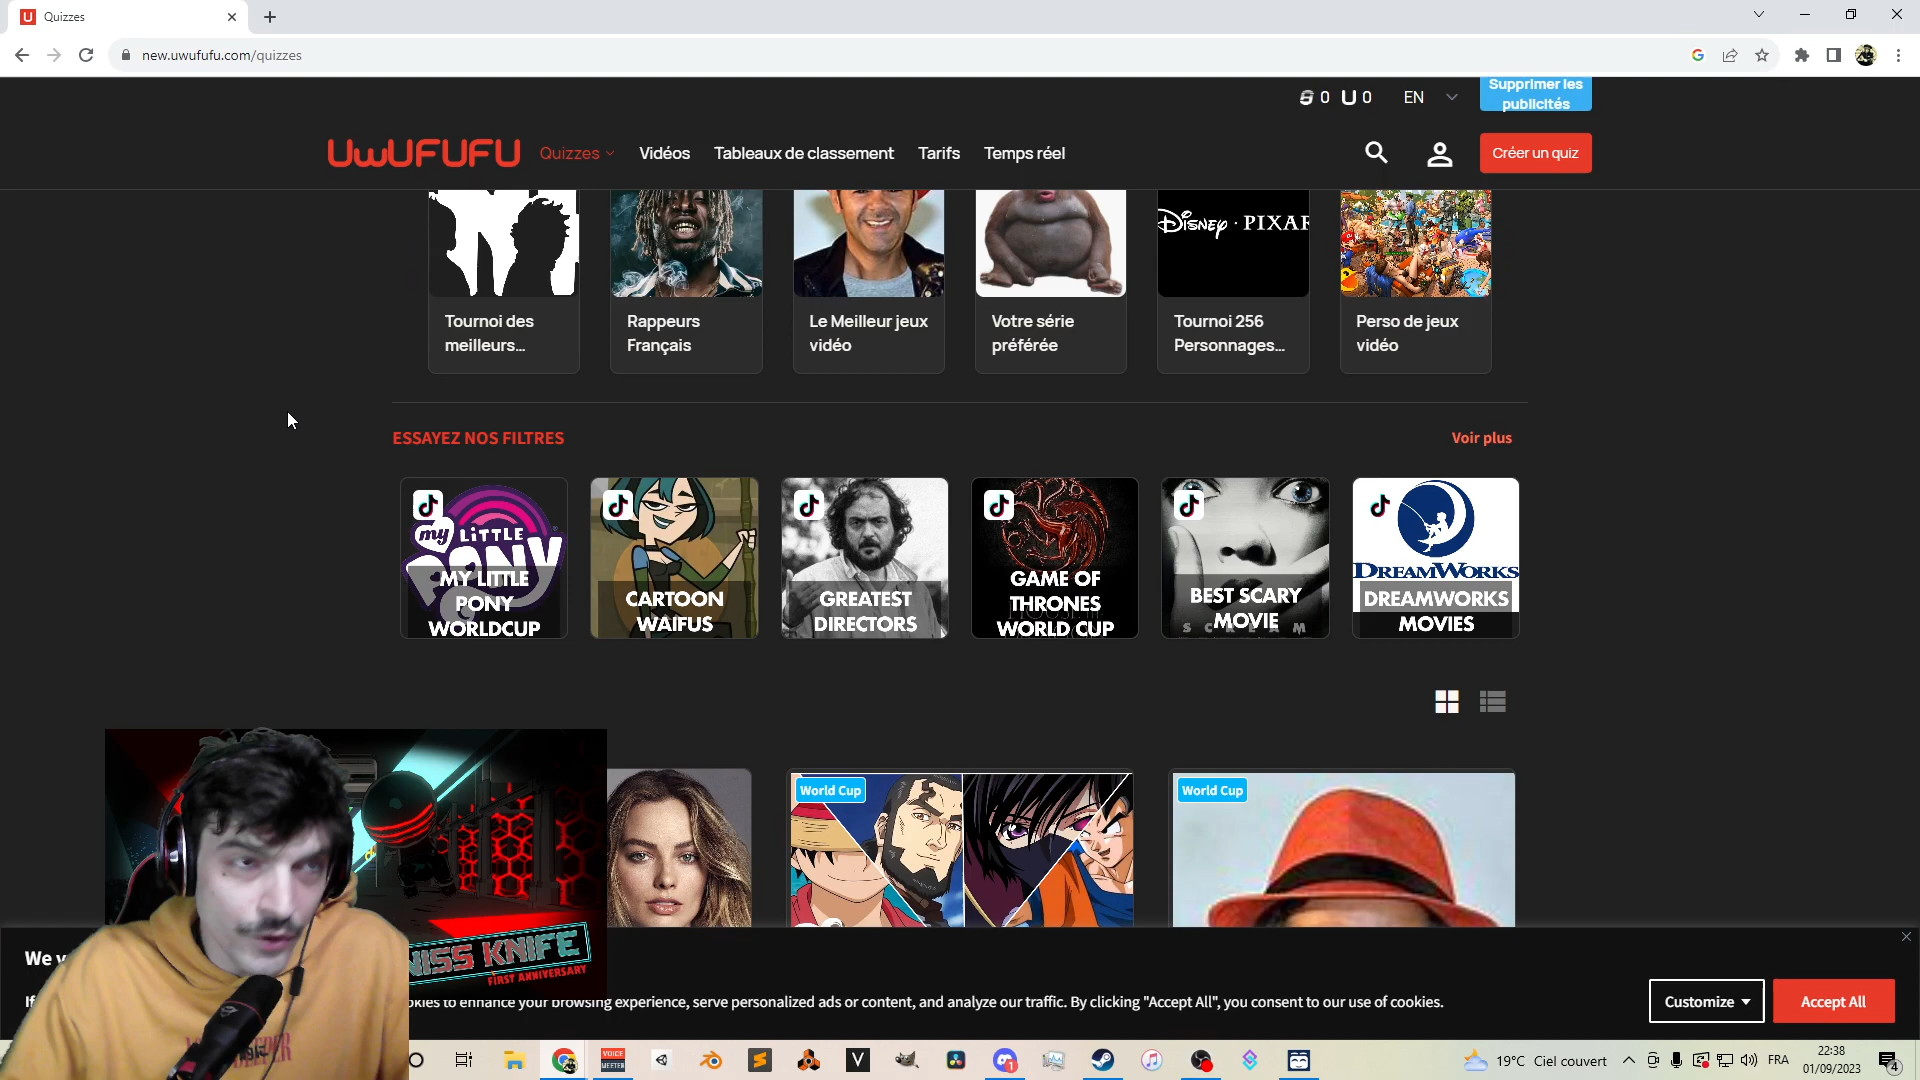 Quizzes
new.uwufufu.com/quizzes
0 0
EN
Supprimer les
publicités
UwUFUFU
Quizzes
Vidéos
Tableaux de classement
Tarifs
Temps réel
Créer un quiz
DISNEY · PIXAR
Tournoi des
meilleurs...
Rappeurs
Français
Le Meilleur jeux
vidéo
Votre série
préférée
Tournoi 256
Personnages...
Perso de jeux
vidéo
ESSAYEZ NOS FILTRES
Voir plus
my LiTTLE
PONY
MY LITTLE
PONY
WORLDCUP
CARTOON
WAIFUS
GREATEST
DIRECTORS
GAME OF
THRONES
WORLD CUP
BEST SCARY
MOVIE
SCREAM
DREAMWORKS
DREAMWORKS
MOVIES
World Cup
World Cup
KNIFE
FIRST ANNIVERSARY
We
to enhance your browsing experience, serve personalized ads or content, and analyze our traffic. By clicking "Accept All", you consent to our use of cookies.
Customize
Accept All
VOICE
MEETER
V
1
19°C Ciel couvert
FRA
22:38
01/09/2023
4